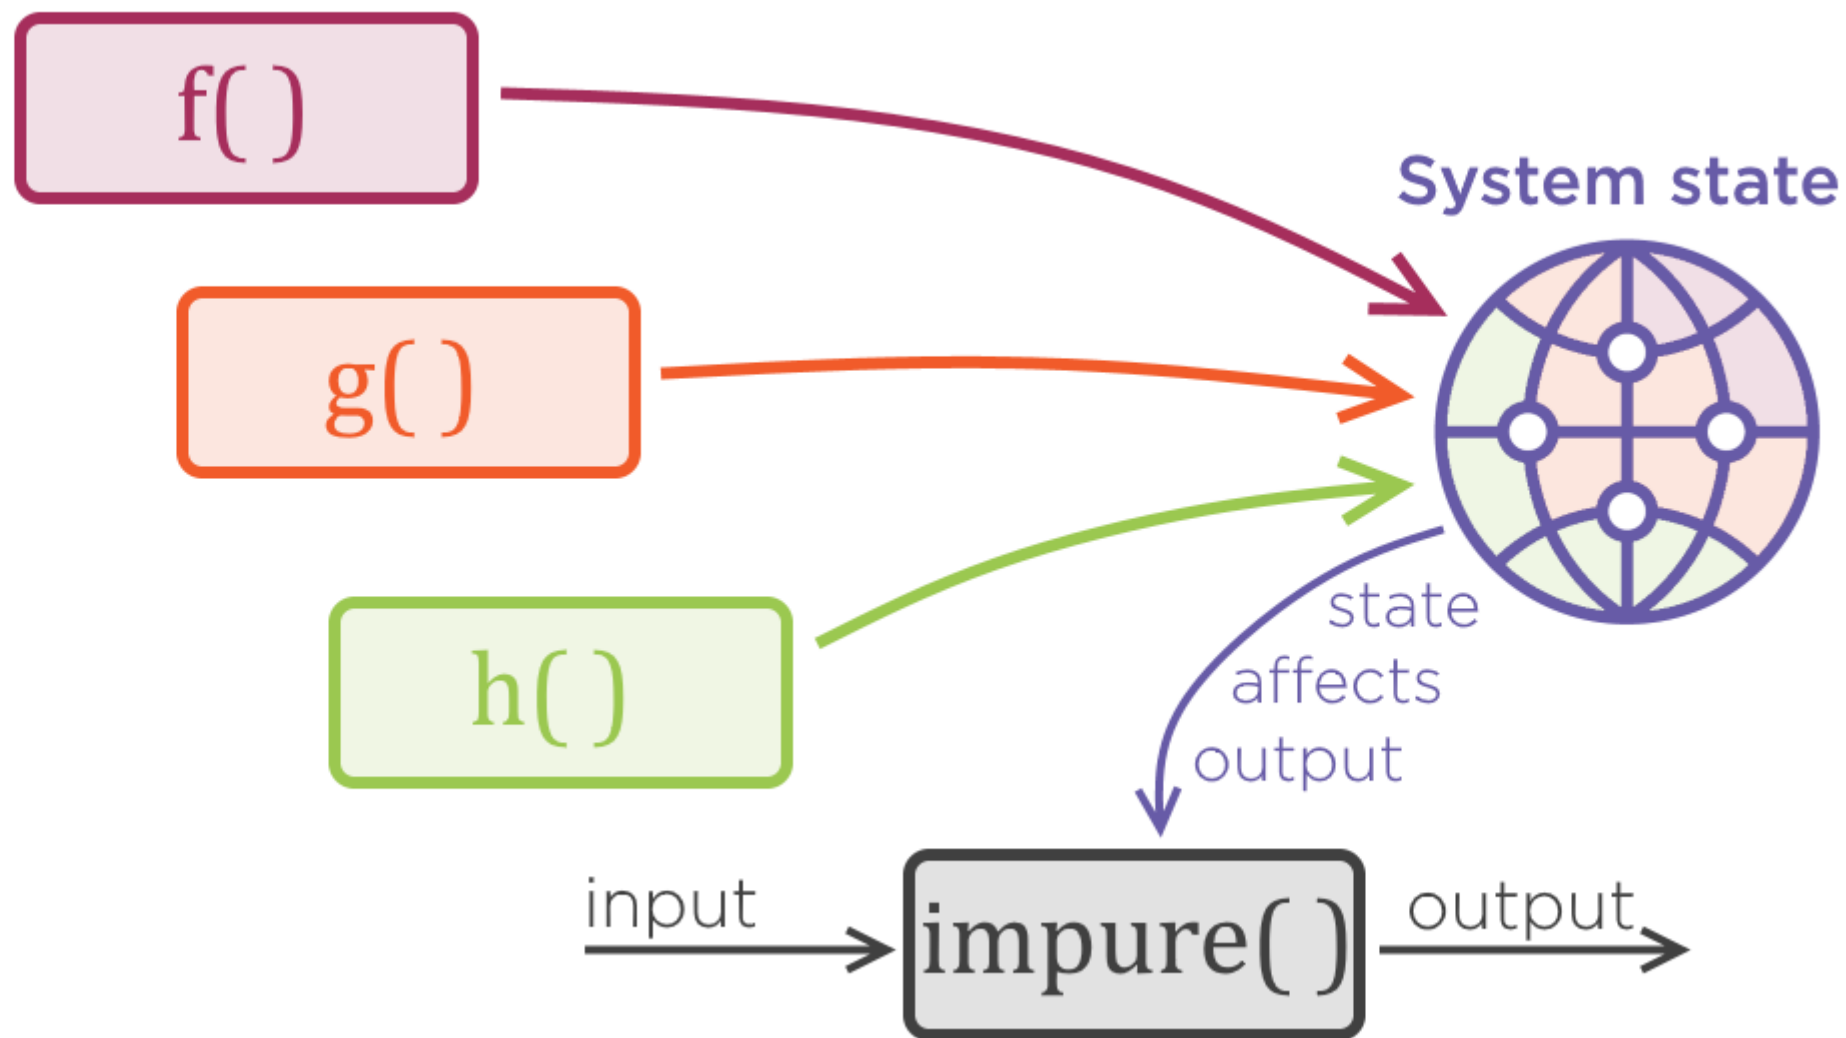 f( )
System state
g( )
h( )
state
affects
output
input
impure( )
output